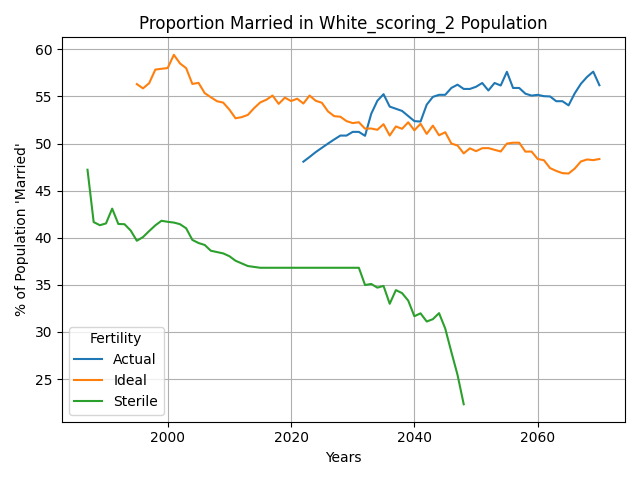 Proportion Married in White_scoring_2 Population
% of Population 'Married'
60
55
50
45
40
35
30
25
Fertility
Actual
Ideal
Sterile
2000
2020
2040
2060
Years